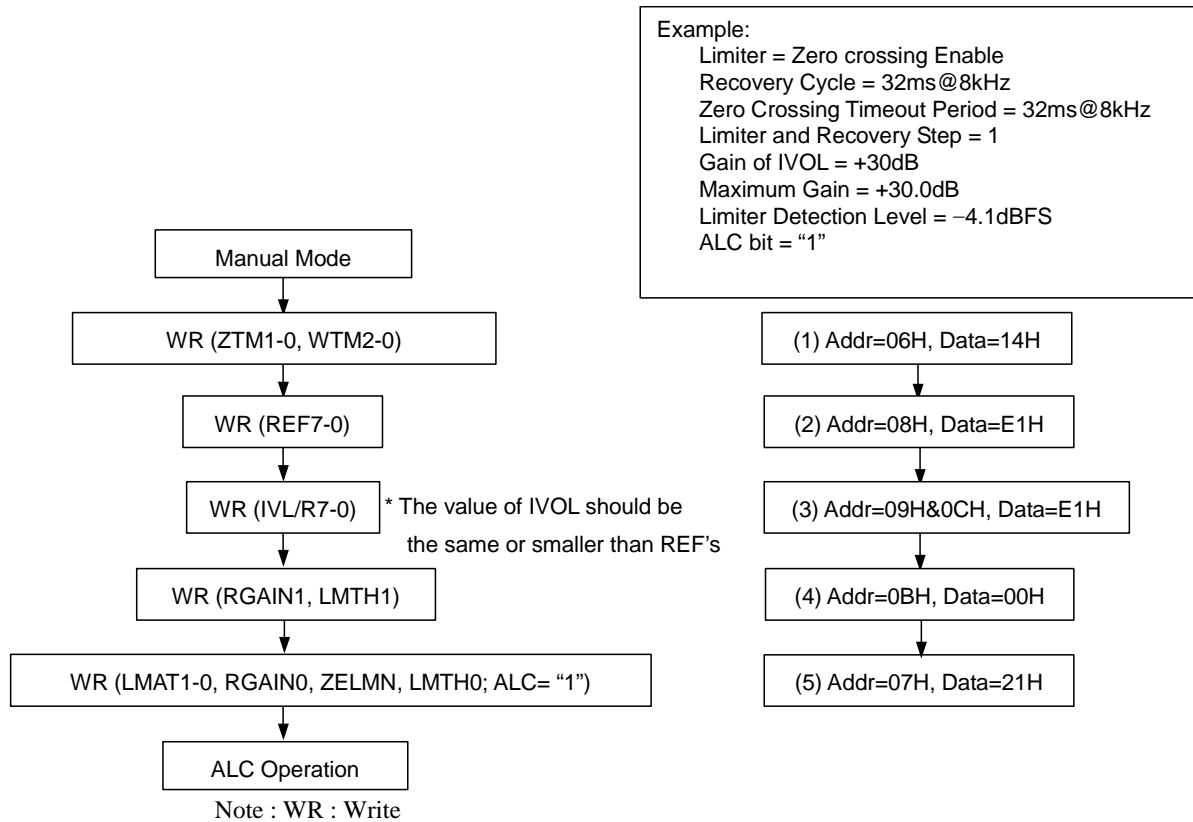 Example:
Limiter = Zero crossing Enable
Recovery Cycle = 32ms@8kHz
Zero Crossing Timeout Period = 32ms@8kHz
Limiter and Recovery Step = 1
Gain of IVOL = +30dB
Maximum Gain = +30.0dB
Limiter Detection Level = −4.1dBFS
ALC bit = “1”
Manual Mode
WR (ZTM1-0, WTM2-0)
WR (REF7-0)
WR (IVL/R7-0)
* The value of IVOL should be
the same or smaller than REF’s
WR (RGAIN1, LMTH1)
WR (LMAT1-0, RGAIN0, ZELMN, LMTH0; ALC= “1”)
ALC Operation
Note : WR : Write
(1) Addr=06H, Data=14H
(2) Addr=08H, Data=E1H
(3) Addr=09H&0CH, Data=E1H
(4) Addr=0BH, Data=00H
(5) Addr=07H, Data=21H